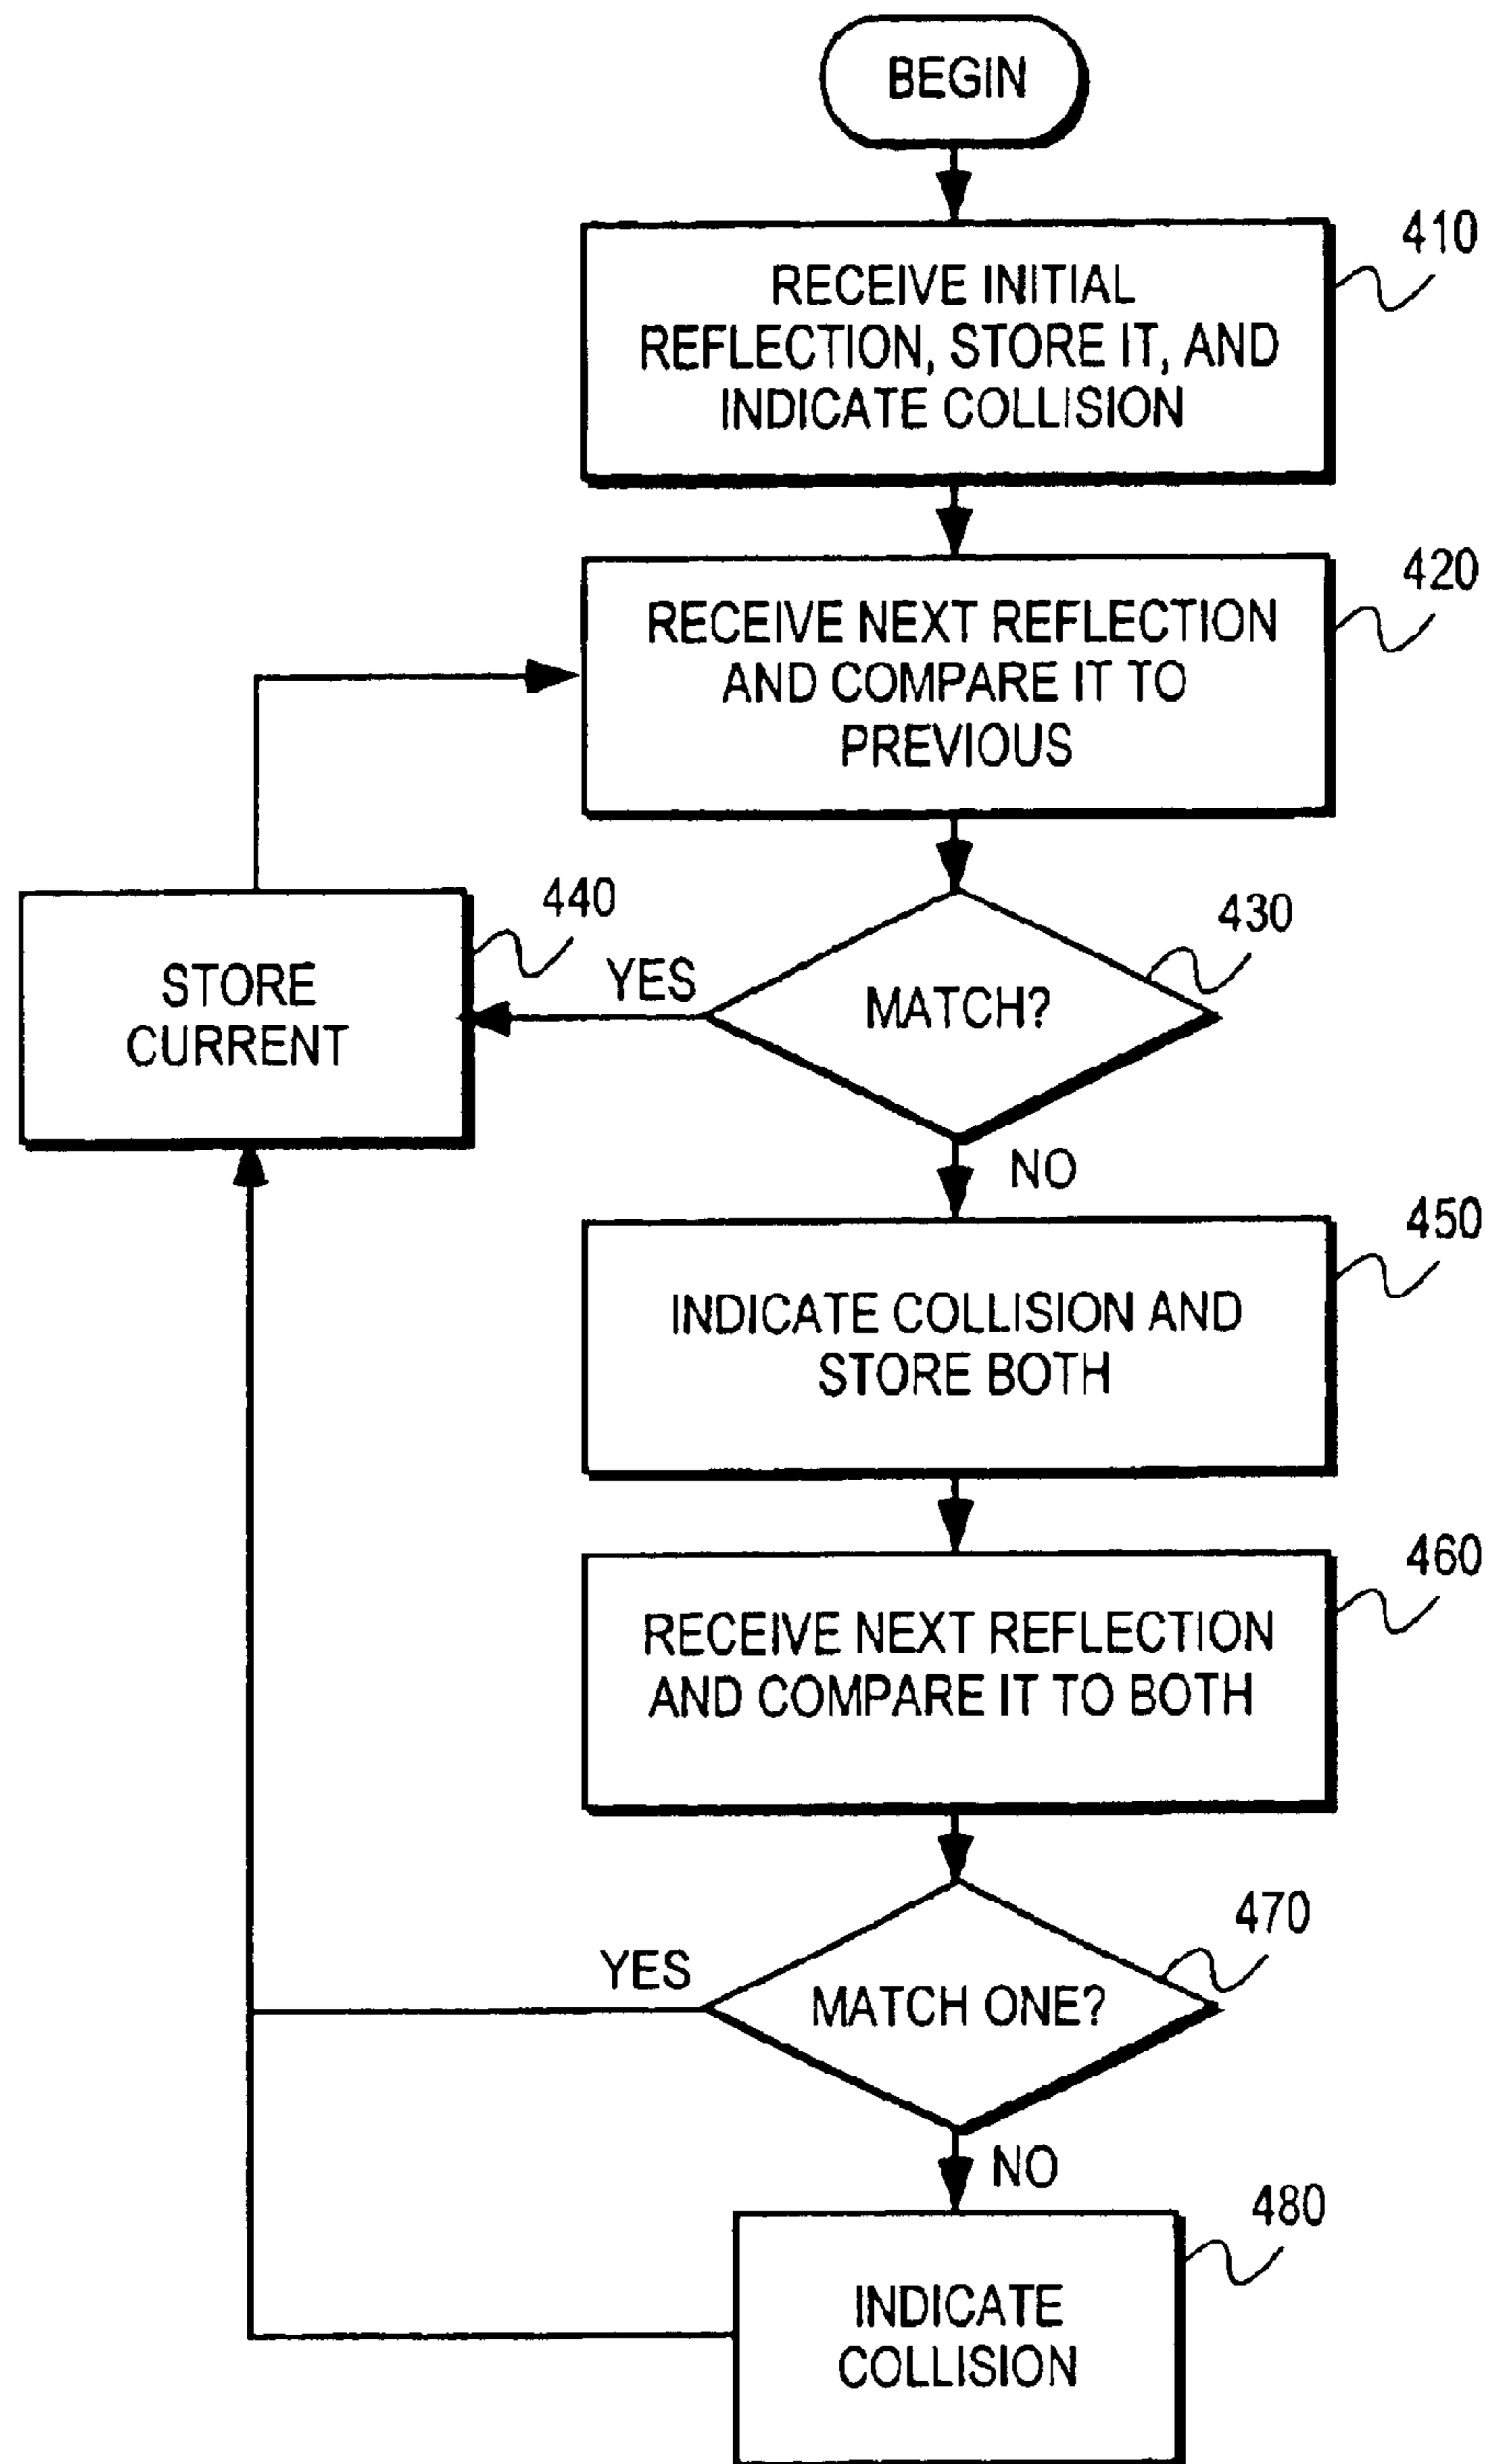 BEGIN
410
RECEIVE INITIAL
REFLECTION, STORE IT, AND
INDICATE COLLISION
420
RECEIVE NEXT REFLECTION
AND COMPARE IT TO
PREVIOUS
440
STORE
CURRENT
YES
430
MATCH?
NO
450
INDICATE COLLISION AND
STORE BOTH
460
RECEIVE NEXT REFLECTION
AND COMPARE IT TO BOTH
470
YES
MATCH ONE?
NO
480
INDICATE
COLLISION